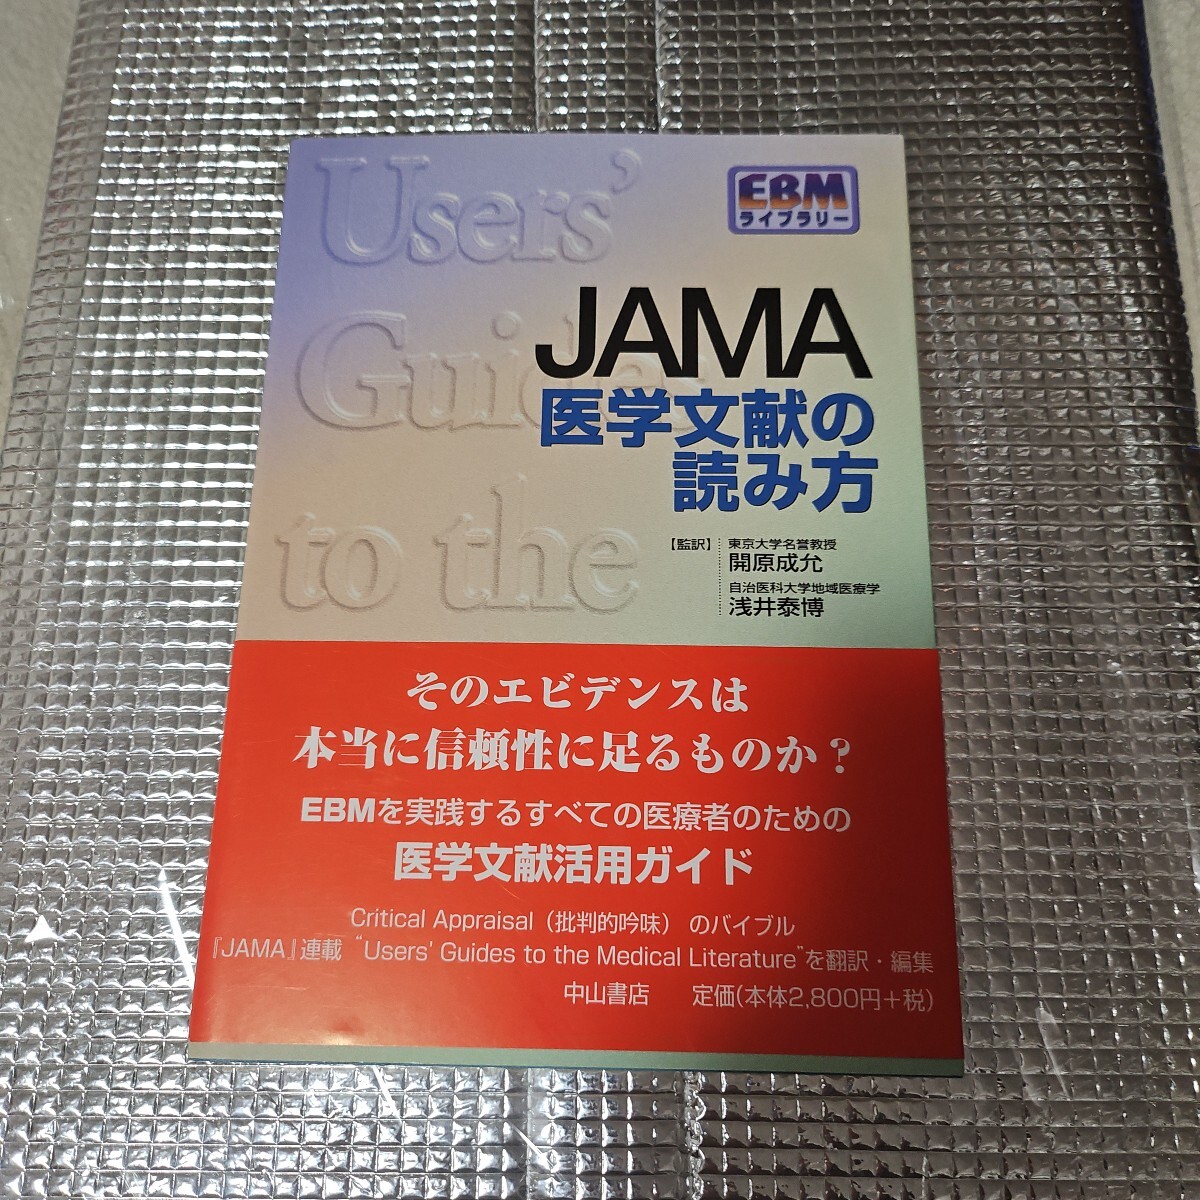 Users'
Guides
to the
EBM
ライブラリー
JAMA
医学文献の
読み方
【監訳】
東京大学名誉教授
開原成允
自治医科大学地域医療学
浅井泰博
そのエビデンスは
本当に信頼性に足るものか？
EBMを実践するすべての医療者のための
医学文献活用ガイド
Critical Appraisal（批判的吟味）のバイブル
『JAMA』連載 “Users' Guides to the Medical Literature”を翻訳・編集
中山書店 定価(本体2,800円＋税)